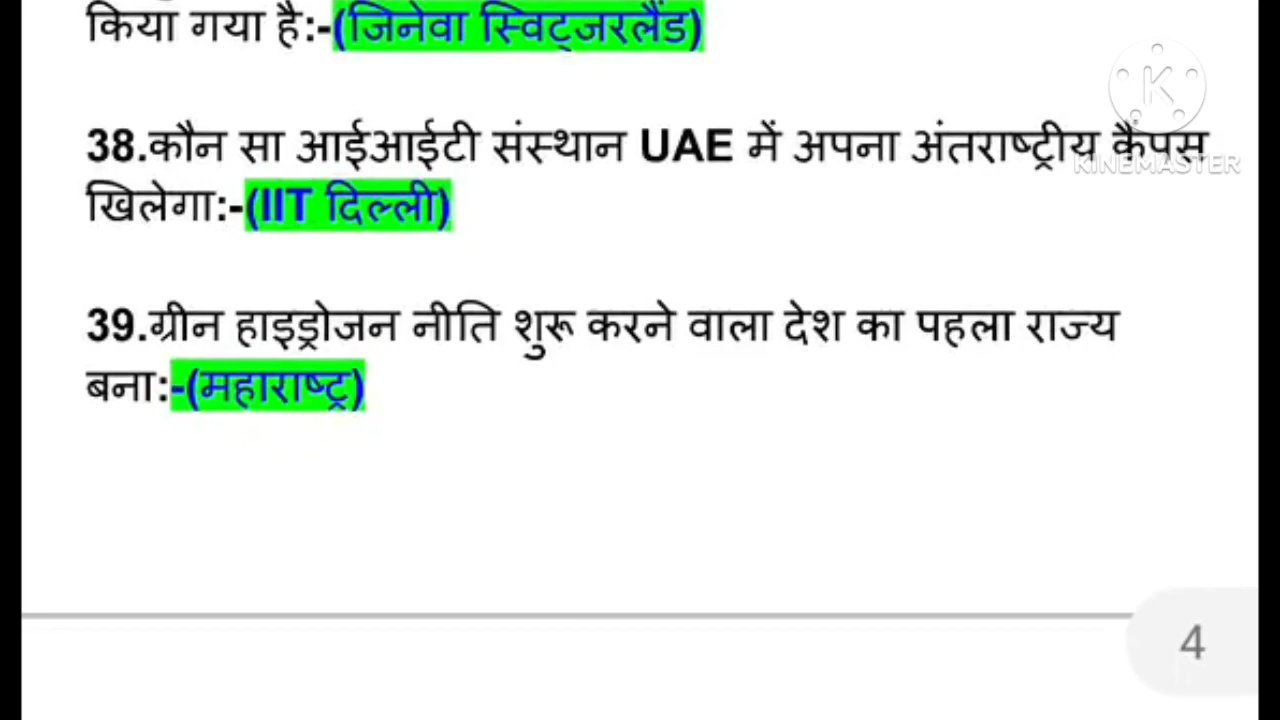 किया गया है:-(जिनेवा स्विट्जरलैंड)
38.कौन सा आईआईटी संस्थान UAE में अपना अंतराष्ट्रीय कैंपस
KINEMASTER
खिलेगा:-(IIT दिल्ली)
39.ग्रीन हाइड्रोजन नीति शुरू करने वाला देश का पहला राज्य
बना:-(महाराष्ट्र)
4